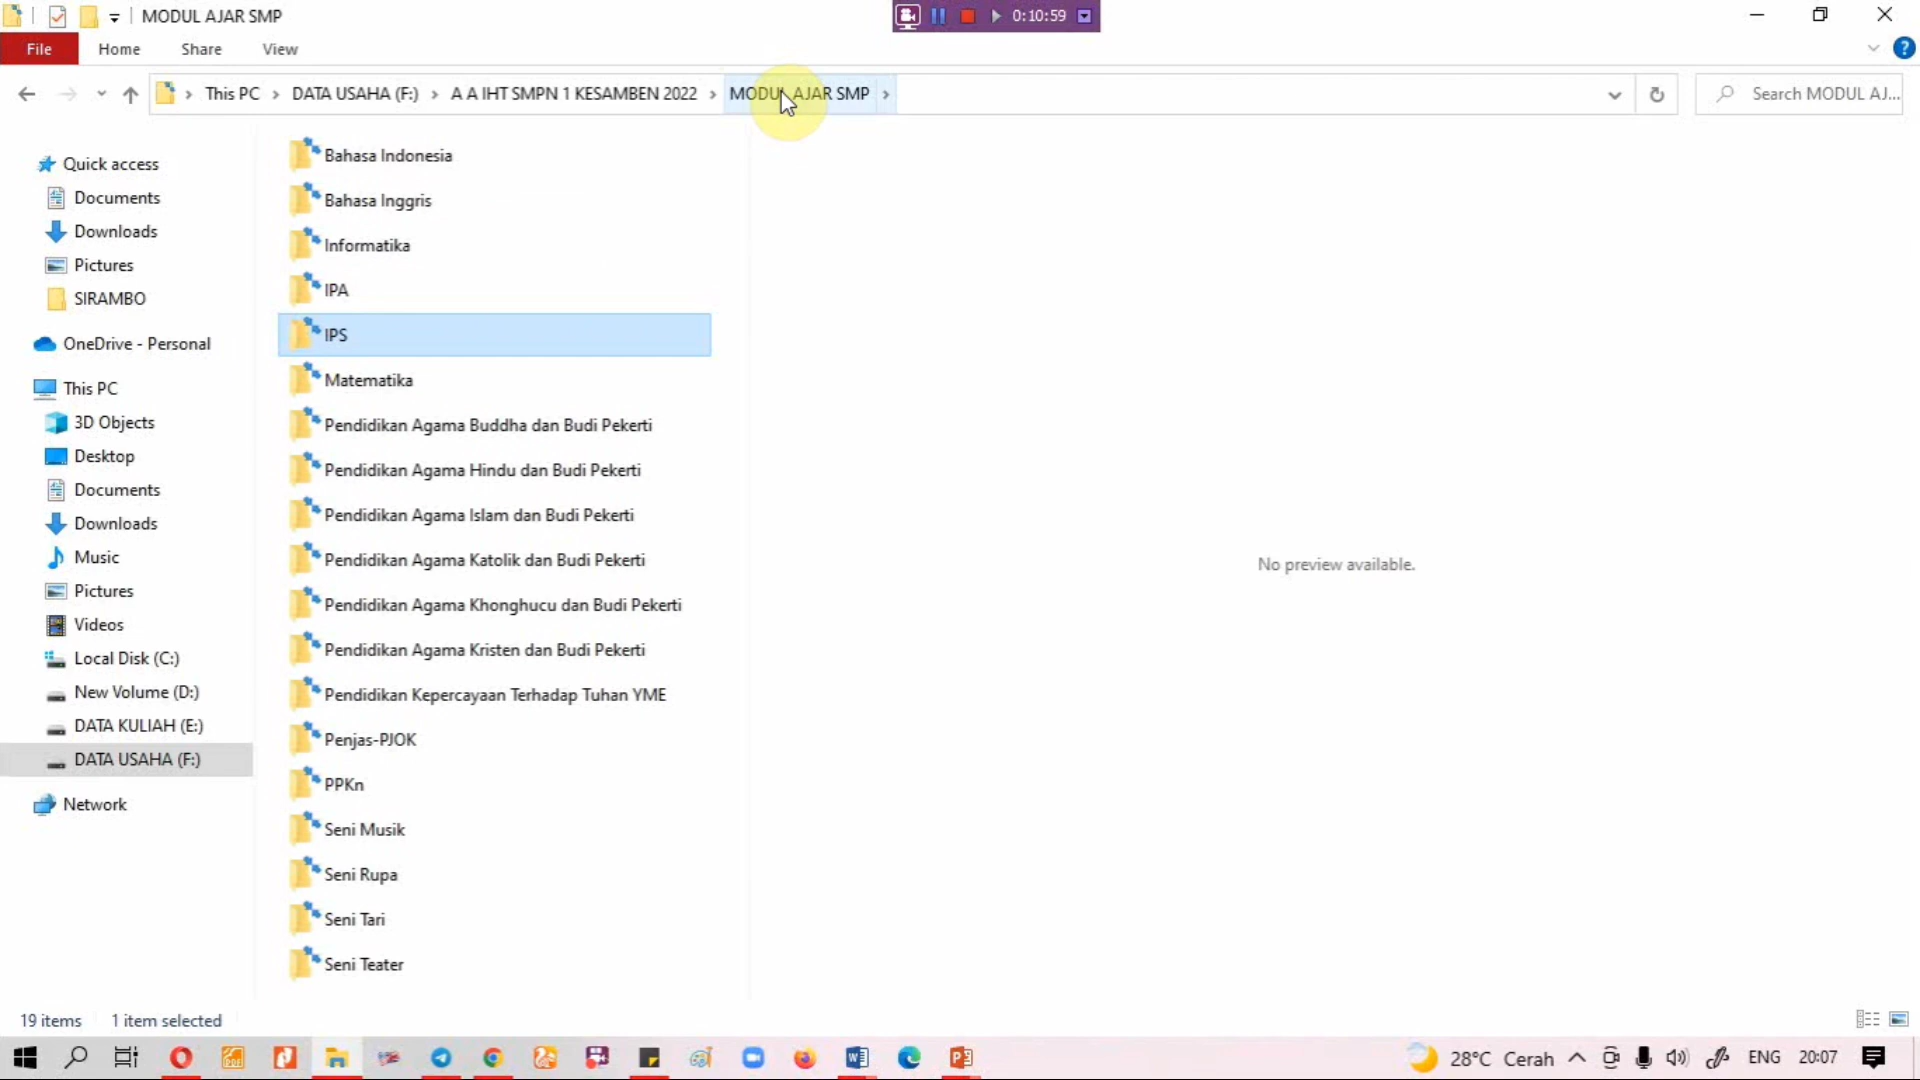 MODUL AJAR SMP
0:10:59
File Home Share View
This PC DATA USAHA (F:) A A IHT SMPN 1 KESAMBEN 2022 MODUL AJAR SMP
Search MODUL AJ...
Quick access
Documents
Downloads
Pictures
SIRAMBO
OneDrive - Personal
This PC
3D Objects
Desktop
Documents
Downloads
Music
Pictures
Videos
Local Disk (C:)
New Volume (D:)
DATA KULIAH (E:)
DATA USAHA (F:)
Network
Bahasa Indonesia
Bahasa Inggris
Informatika
IPA
IPS
Matematika
Pendidikan Agama Buddha dan Budi Pekerti
Pendidikan Agama Hindu dan Budi Pekerti
Pendidikan Agama Islam dan Budi Pekerti
Pendidikan Agama Katolik dan Budi Pekerti
Pendidikan Agama Khonghucu dan Budi Pekerti
Pendidikan Agama Kristen dan Budi Pekerti
Pendidikan Kepercayaan Terhadap Tuhan YME
Penjas-PJOK
PPKn
Seni Musik
Seni Rupa
Seni Tari
Seni Teater
No preview available.
19 items 1 item selected
28°C Cerah ENG 20:07